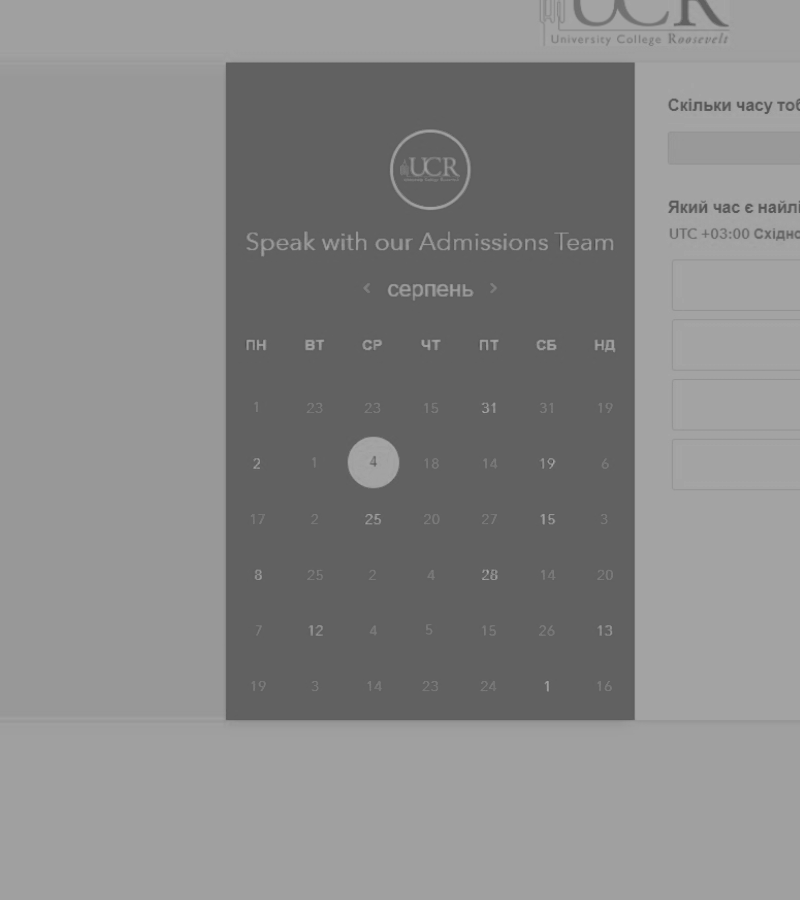 UCR
University College Roosevelt
UCR
Speak with our Admissions Team
серпень
ПН ВТ СР ЧТ ПТ СБ НД
1 23 23 15 31 31 19
2 1 4 18 14 19 6
17 2 25 20 27 15 3
8 25 2 4 28 14 20
7 12 4 5 15 26 13
19 3 14 23 24 1 16
Скільки часу тоб
Який час є найлі
UTC +03:00 Східно